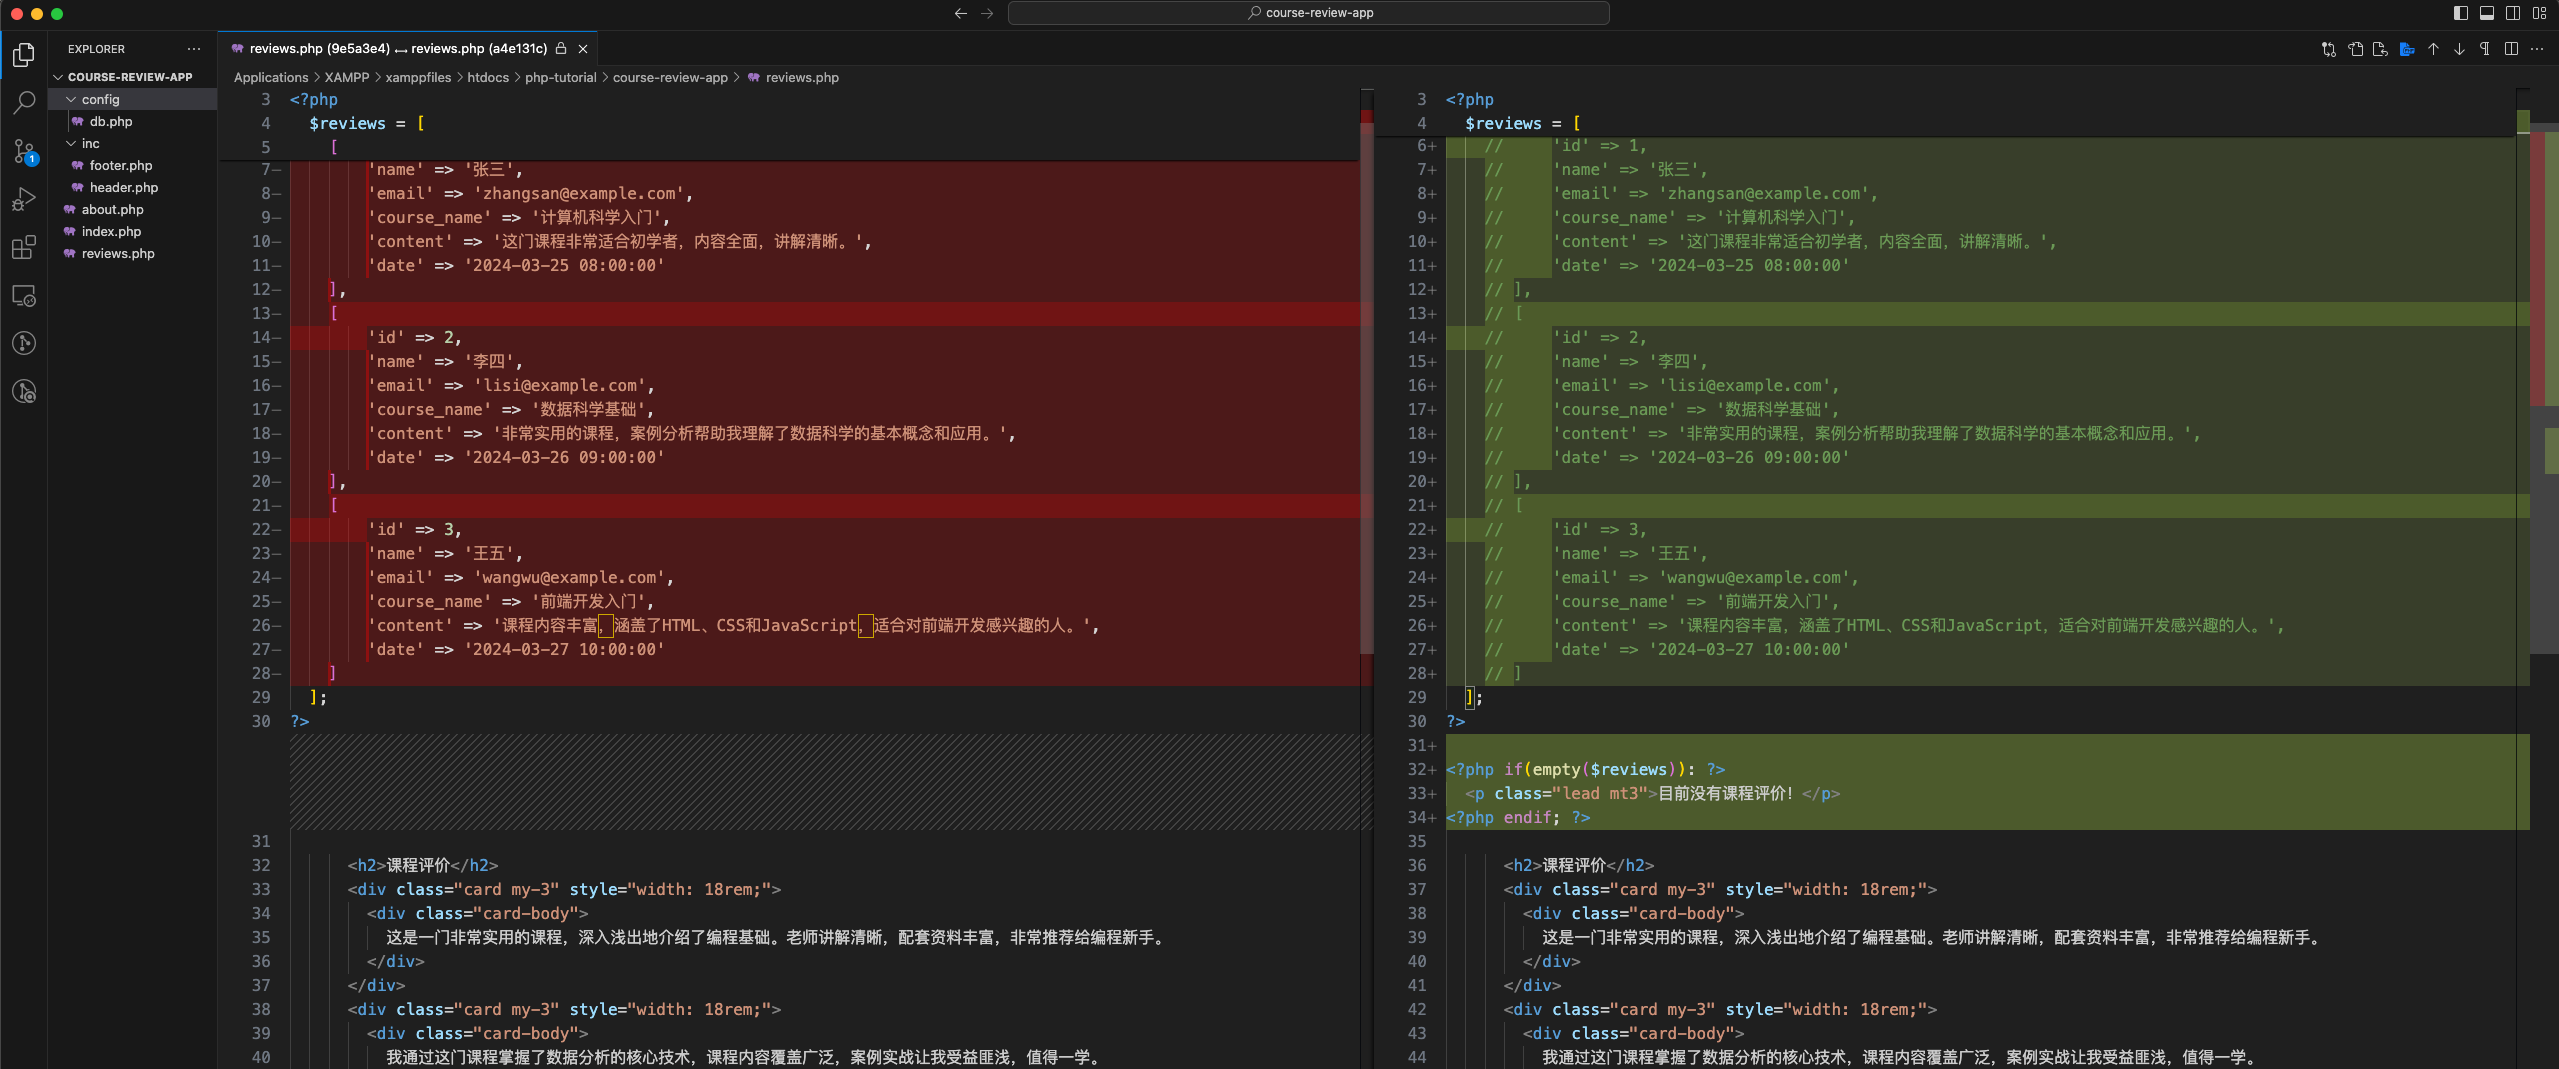 course-review-app
EXPLORER
COURSE-REVIEW-APP
config
db.php
inc
footer.php
header.php
about.php
index.php
reviews.php
1
reviews.php (9e5a3e4) ↔ reviews.php (a4e131c)
Applications > XAMPP > xamppfiles > htdocs > php-tutorial > course-review-app > reviews.php
3 <?php
4 $reviews = [
5 [
7− 'name' => '张三',
8− 'email' => 'zhangsan@example.com',
9− 'course_name' => '计算机科学入门',
10− 'content' => '这门课程非常适合初学者，内容全面，讲解清晰。',
11− 'date' => '2024-03-25 08:00:00'
12− ],
13− [
14− 'id' => 2,
15− 'name' => '李四',
16− 'email' => 'lisi@example.com',
17− 'course_name' => '数据科学基础',
18− 'content' => '非常实用的课程，案例分析帮助我理解了数据科学的基本概念和应用。',
19− 'date' => '2024-03-26 09:00:00'
20− ],
21− [
22− 'id' => 3,
23− 'name' => '王五',
24− 'email' => 'wangwu@example.com',
25− 'course_name' => '前端开发入门',
26− 'content' => '课程内容丰富，涵盖了HTML、CSS和JavaScript，适合对前端开发感兴趣的人。',
27− 'date' => '2024-03-27 10:00:00'
28− ]
29 ];
30 ?>
31
32 <h2>课程评价</h2>
33 <div class="card my-3" style="width: 18rem;">
34 <div class="card-body">
35 这是一门非常实用的课程，深入浅出地介绍了编程基础。老师讲解清晰，配套资料丰富，非常推荐给编程新手。
36 </div>
37 </div>
38 <div class="card my-3" style="width: 18rem;">
39 <div class="card-body">
40 我通过这门课程掌握了数据分析的核心技术，课程内容覆盖广泛，案例实战让我受益匪浅，值得一学。
3 <?php
4 $reviews = [
6+ // 'id' => 1,
7+ // 'name' => '张三',
8+ // 'email' => 'zhangsan@example.com',
9+ // 'course_name' => '计算机科学入门',
10+ // 'content' => '这门课程非常适合初学者，内容全面，讲解清晰。',
11+ // 'date' => '2024-03-25 08:00:00'
12+ // ],
13+ // [
14+ // 'id' => 2,
15+ // 'name' => '李四',
16+ // 'email' => 'lisi@example.com',
17+ // 'course_name' => '数据科学基础',
18+ // 'content' => '非常实用的课程，案例分析帮助我理解了数据科学的基本概念和应用。',
19+ // 'date' => '2024-03-26 09:00:00'
20+ // ],
21+ // [
22+ // 'id' => 3,
23+ // 'name' => '王五',
24+ // 'email' => 'wangwu@example.com',
25+ // 'course_name' => '前端开发入门',
26+ // 'content' => '课程内容丰富，涵盖了HTML、CSS和JavaScript，适合对前端开发感兴趣的人。',
27+ // 'date' => '2024-03-27 10:00:00'
28+ // ]
29 ];
30 ?>
31+
32+ <?php if(empty($reviews)): ?>
33+ <p class="lead mt3">目前没有课程评价！</p>
34+ <?php endif; ?>
35
36 <h2>课程评价</h2>
37 <div class="card my-3" style="width: 18rem;">
38 <div class="card-body">
39 这是一门非常实用的课程，深入浅出地介绍了编程基础。老师讲解清晰，配套资料丰富，非常推荐给编程新手。
40 </div>
41 </div>
42 <div class="card my-3" style="width: 18rem;">
43 <div class="card-body">
44 我通过这门课程掌握了数据分析的核心技术，课程内容覆盖广泛，案例实战让我受益匪浅，值得一学。